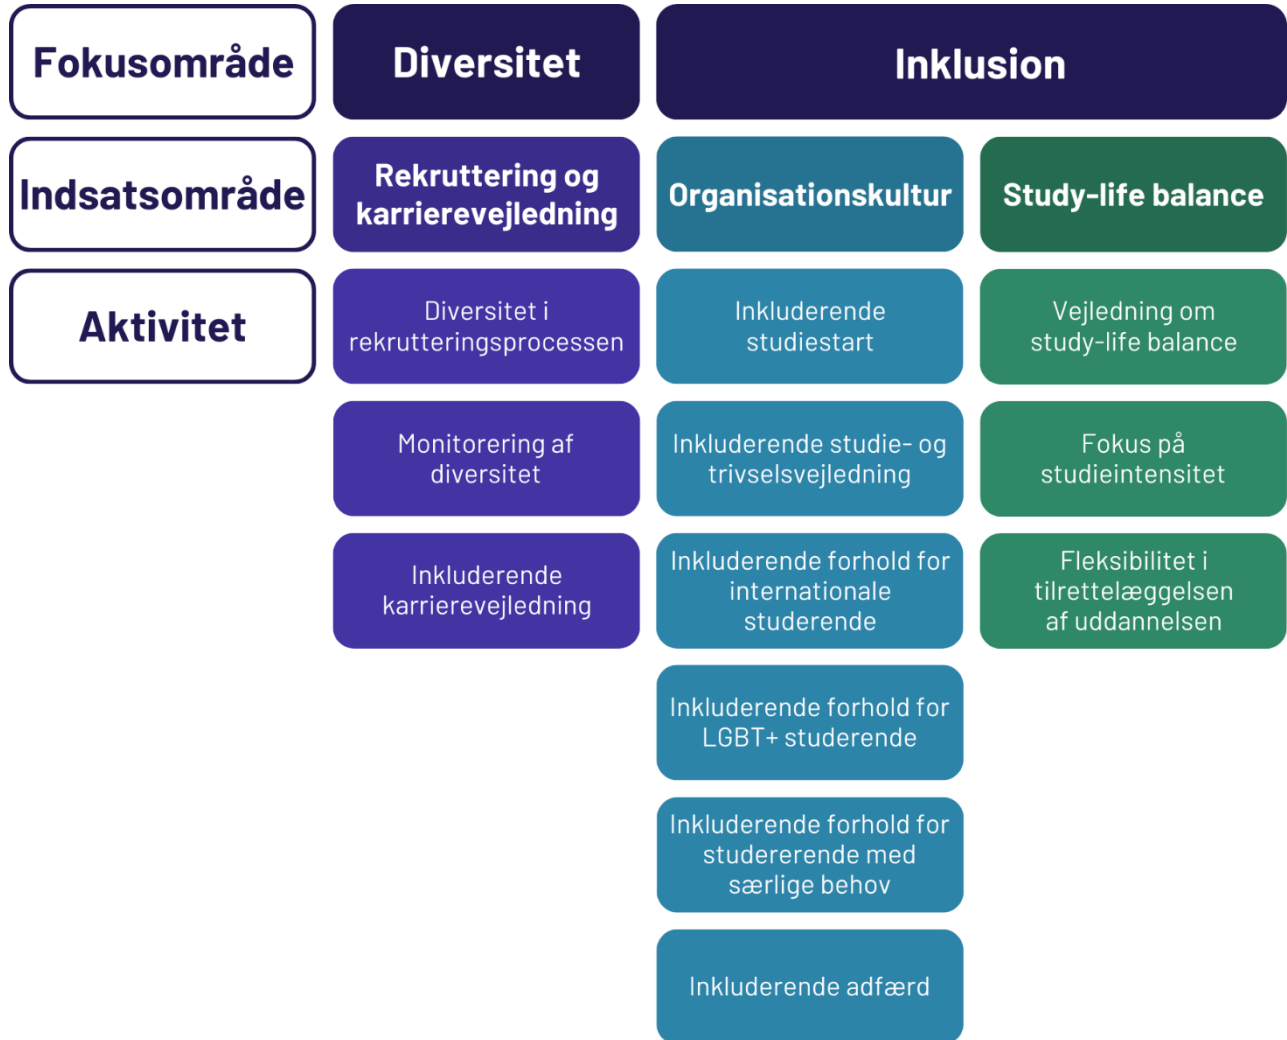 Fokusområde
Diversitet
Inklusion
Indsatsområde
Rekruttering og
karrierevejledning
Organisationskultur
Study-life balance
Aktivitet
Diversitet i
rekrutteringsprocessen
Inkluderende
studiestart
Vejledning om
study-life balance
Monitorering af
diversitet
Inkluderende studie- og
trivselsvejledning
Fokus på
studieintensitet
Inkluderende
karrierevejledning
Inkluderende forhold for
internationale
studerende
Fleksibilitet i
tilrettelæggelsen
af uddannelsen
Inkluderende forhold for
LGBT+ studerende
Inkluderende forhold for
studererende med
særlige behov
Inkluderende adfærd